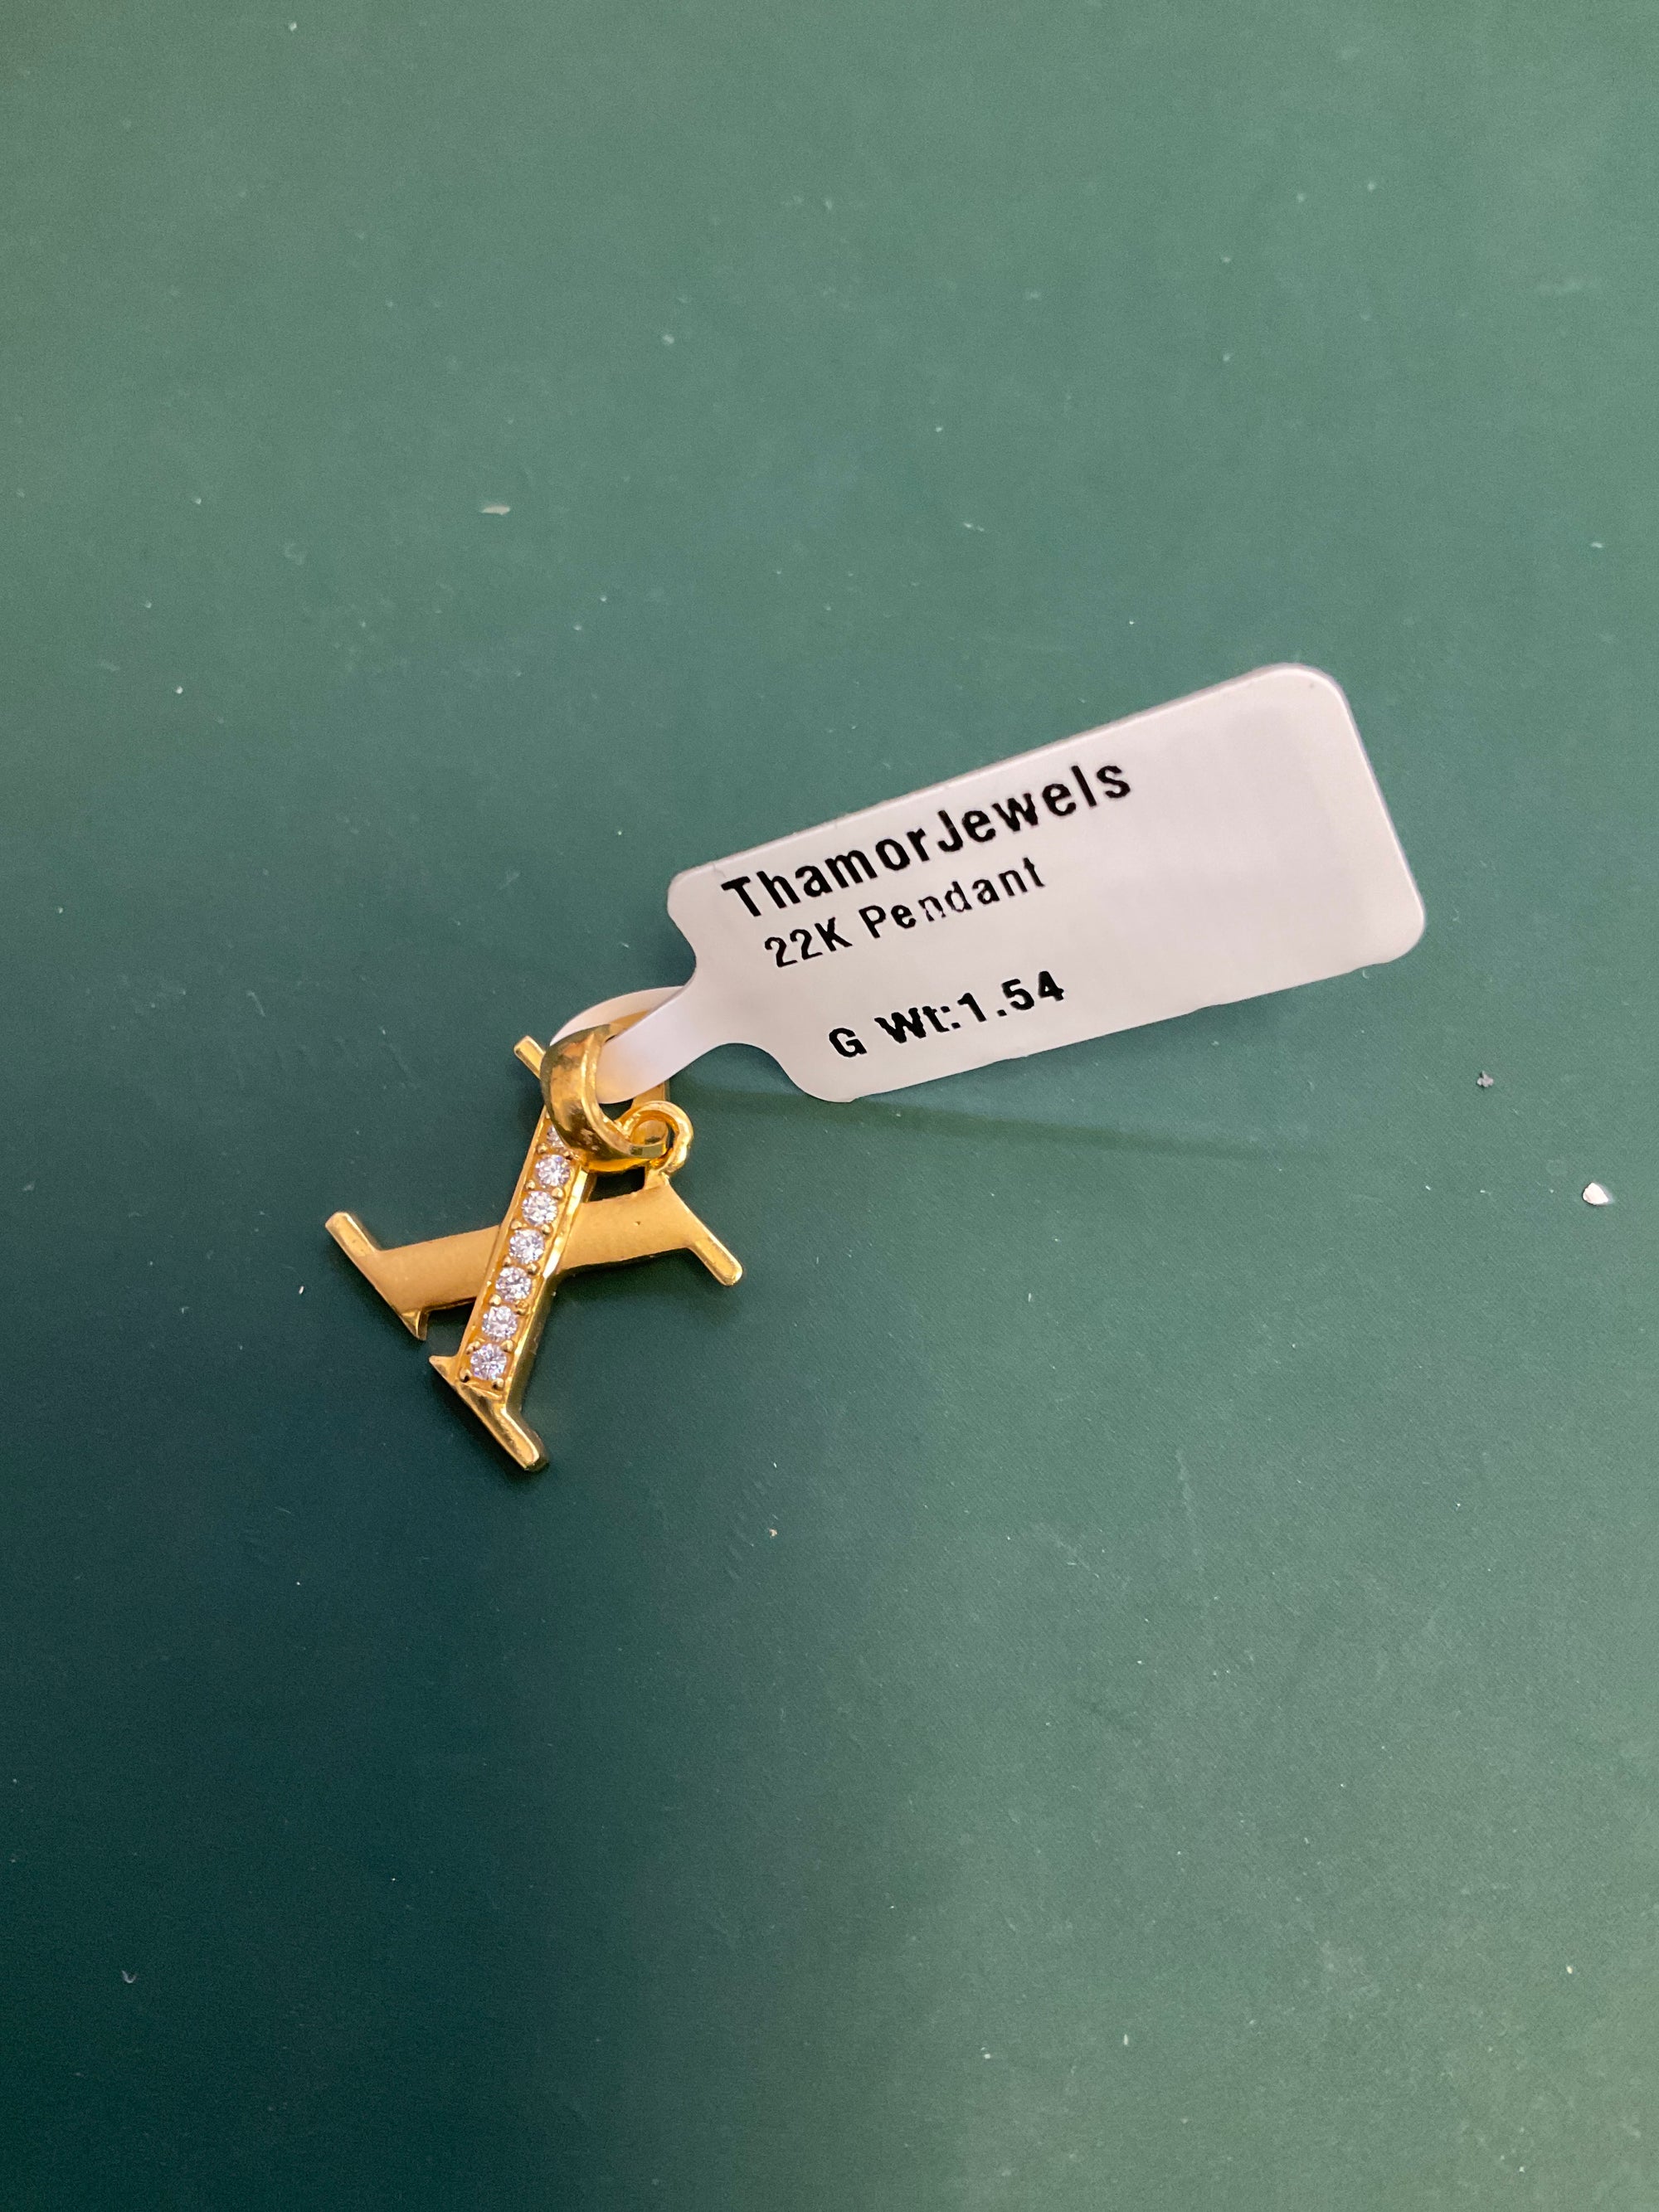 ThamorJewels
22K Pendant
G Wt:1.54